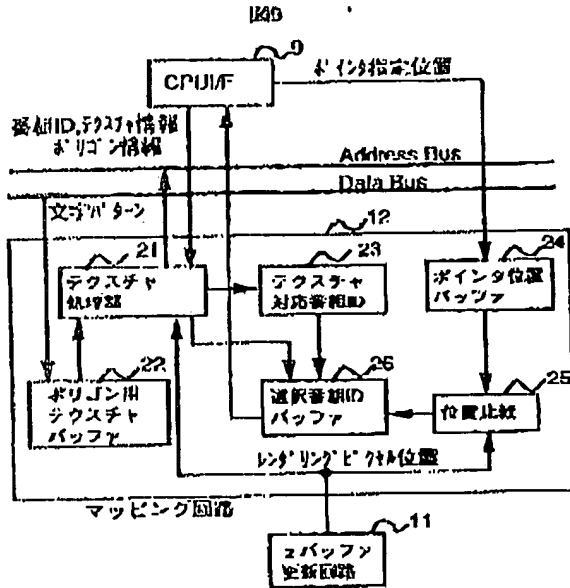 9
CPUI/F
ポインタ指定位置
番組ID,テクスチャ情報
ポリゴン情報
Address Bus
Data Bus
文字パターン
12
21
23
24
テクスチャ
処理部
テクスチャ
対応番組ID
ポインタ位置
バッファ
22
26
25
ポリゴン用
テクスチャ
バッファ
選択番組ID
バッファ
位置比較
レンダリングピクセル位置
マッピング回路
11
zバッファ
更新回路